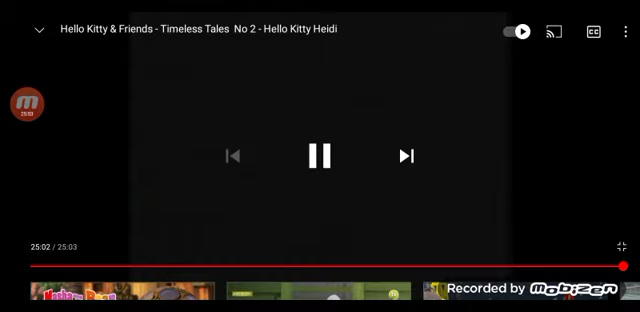 Hello Kitty & Friends - Timeless Tales No 2 - Hello Kitty Heidi
CC
m
25:03
25:02 / 25:03
Masha
Recorded by mobizen